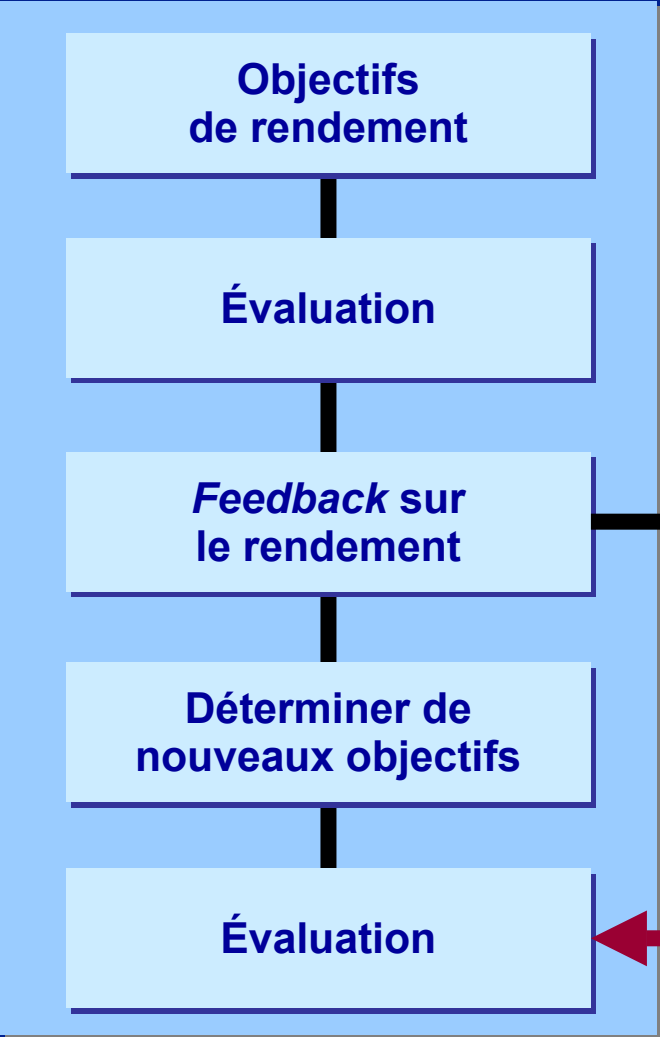 Objectifs
de rendement
Évaluation
Feedback sur
le rendement
Déterminer de
nouveaux objectifs
Évaluation